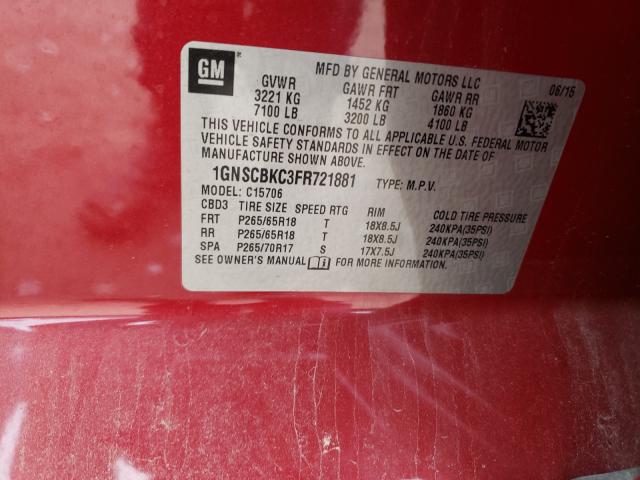 GM
MFD BY GENERAL MOTORS LLC 06/15
GVWR GAWR FRT GAWR RR
3221 KG 1452 KG 1860 KG
7100 LB 3200 LB 4100 LB
THIS VEHICLE CONFORMS TO ALL APPLICABLE U.S. FEDERAL MOTOR
VEHICLE SAFETY STANDARDS IN EFFECT ON THE DATE OF
MANUFACTURE SHOWN ABOVE.
1GNSCBKC3FR721881 TYPE: M.P.V.
MODEL: C15706
CBD3 TIRE SIZE SPEED RTG RIM COLD TIRE PRESSURE
FRT P265/65R18 T 18X8.5J 240KPA(35PSI)
RR P265/65R18 T 18X8.5J 240KPA(35PSI)
SPA P265/70R17 S 17X7.5J 240KPA(35PSI)
SEE OWNER'S MANUAL FOR MORE INFORMATION.